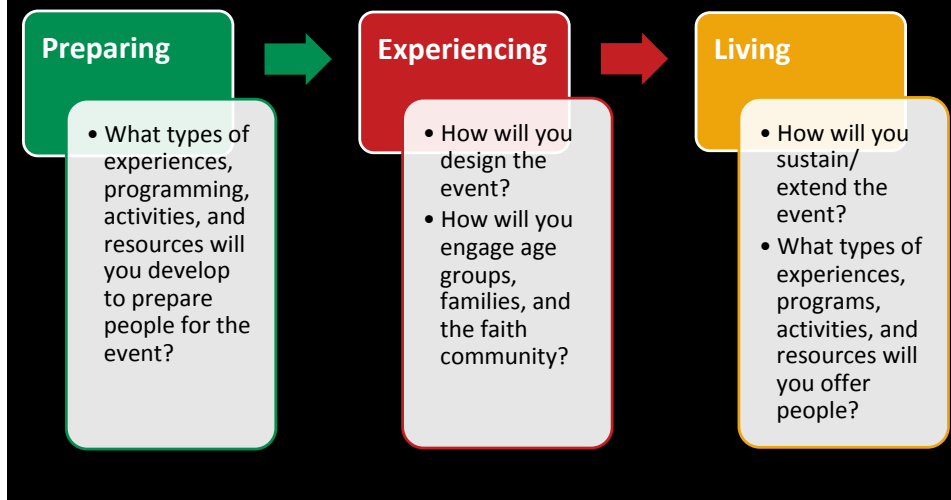 Preparing
• What types of
experiences,
programming,
activities, and
resources will
you develop
to prepare
people for the
event?
Experiencing
• How will you
design the
event?
• How will you
engage age
groups,
families, and
the faith
community?
Living
• How will you
sustain/
extend the
event?
• What types of
experiences,
programs,
activities, and
resources will
you offer
people?